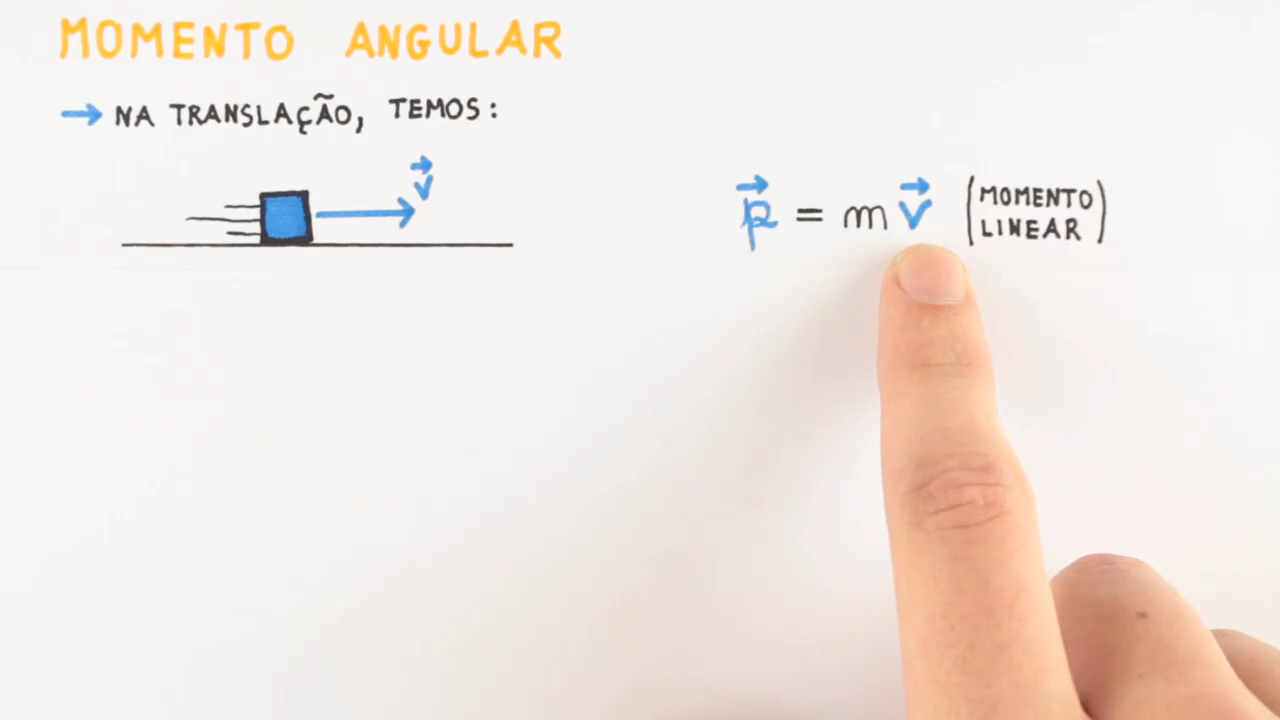 MOMENTO ANGULAR
→ NA TRANSLAÇÃO, TEMOS:
v⃗
p⃗ = m v⃗ (MOMENTO
LINEAR)